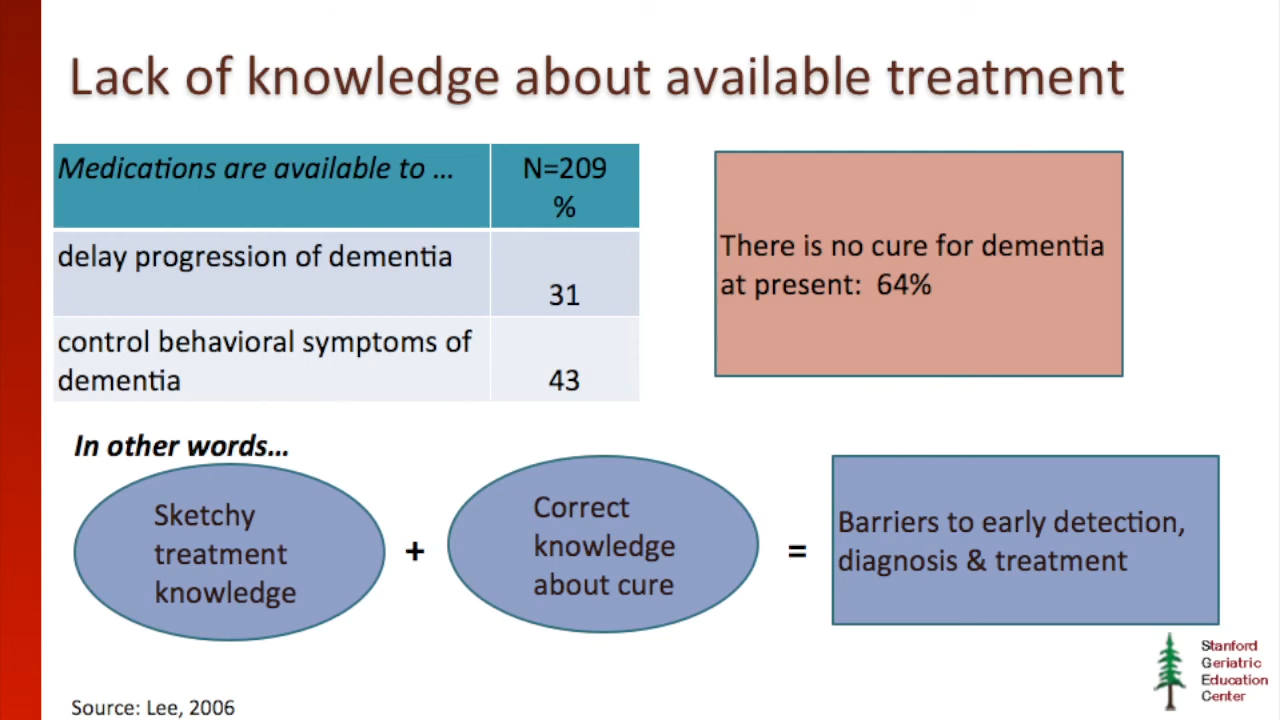 Lack of knowledge about available treatment
Medications are available to ...
N=209
%
delay progression of dementia
31
control behavioral symptoms of
dementia
43
There is no cure for dementia
at present: 64%
In other words...
Sketchy
treatment
knowledge
+
Correct
knowledge
about cure
=
Barriers to early detection,
diagnosis & treatment
Stanford
Geriatric
Education
Center
Source: Lee, 2006